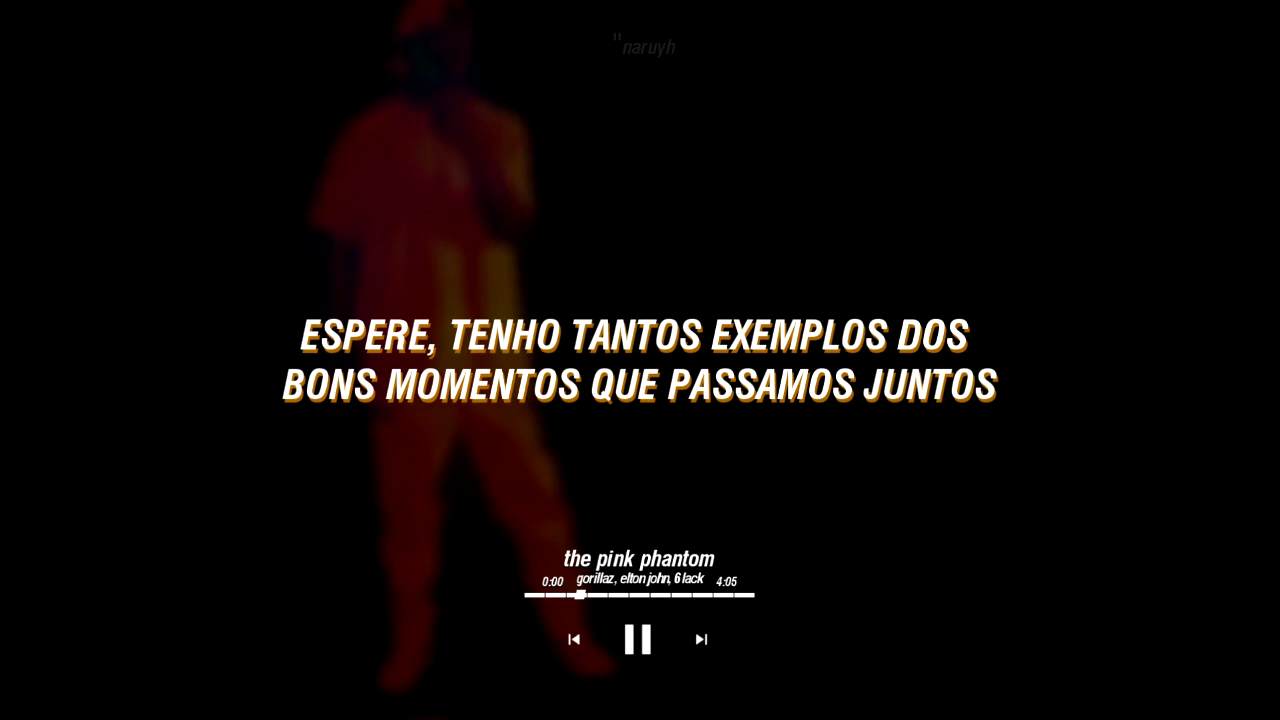 "naruyh
ESPERE, TENHO TANTOS EXEMPLOS DOS
BONS MOMENTOS QUE PASSAMOS JUNTOS
the pink phantom
0:00 gorillaz, elton john, 6lack 4:05